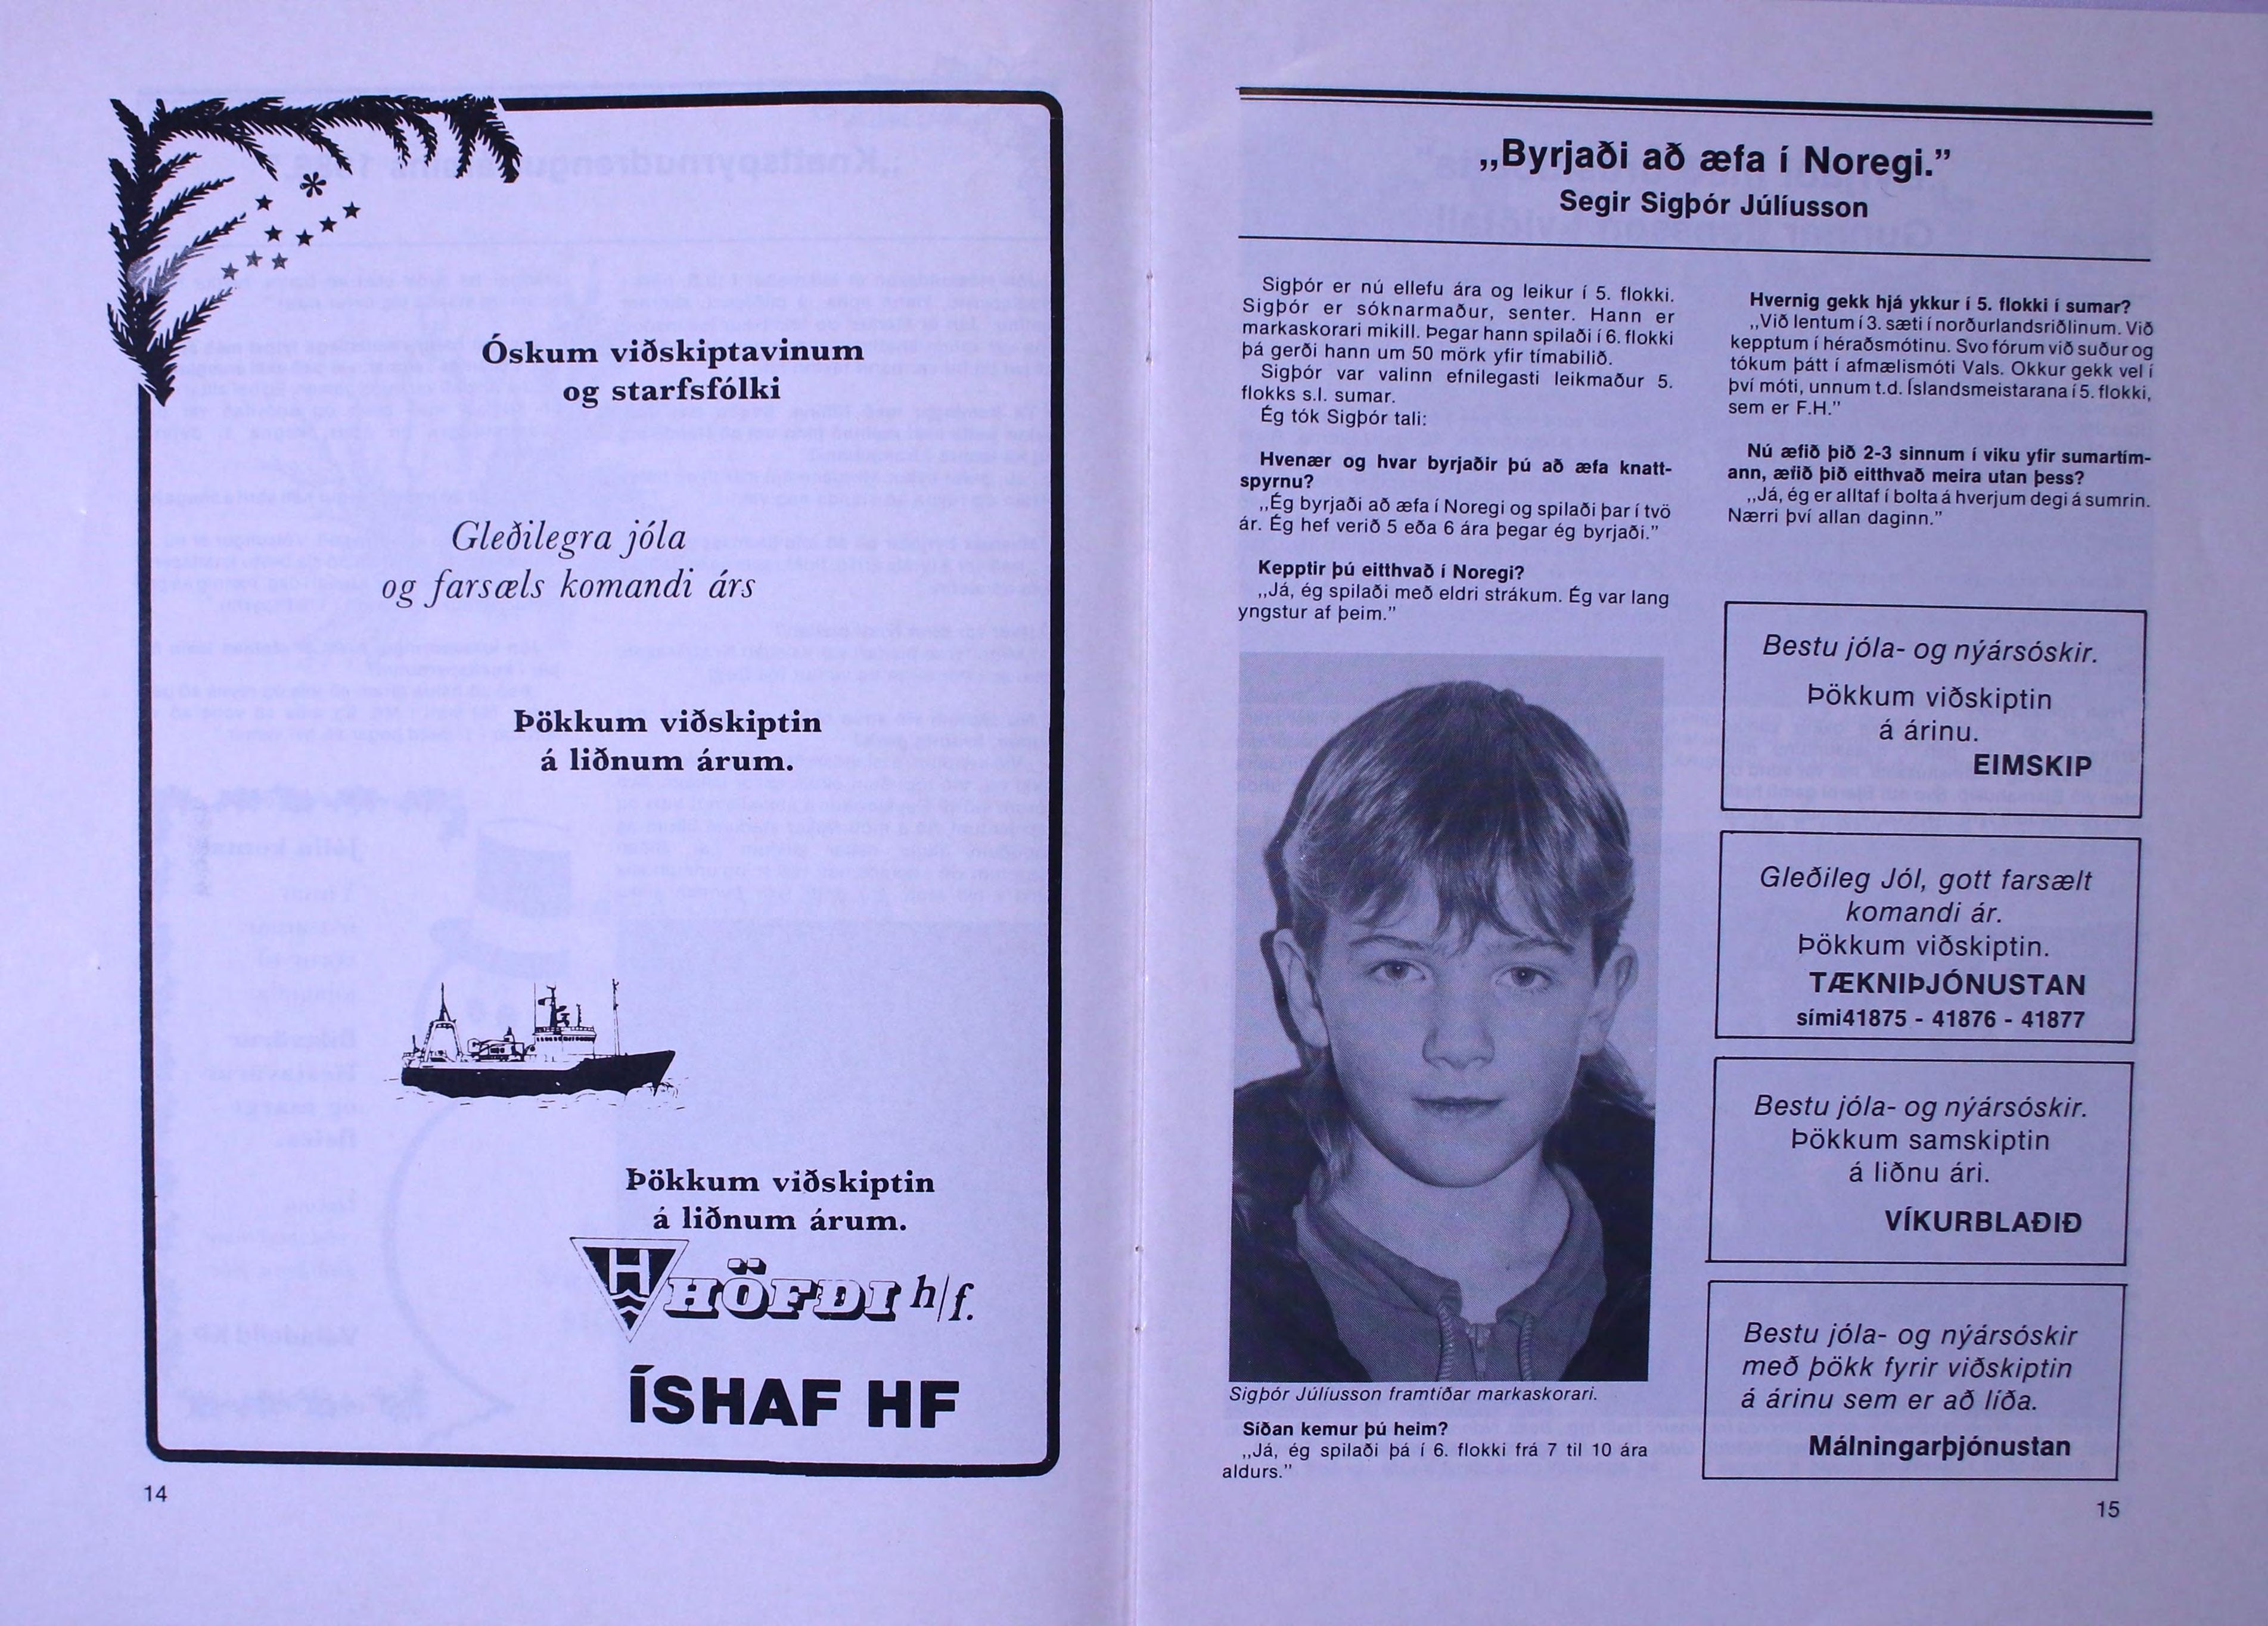 Óskum viðskiptavinum
og starfsfólki
Gleðilegra jóla
og farsæls komandi árs
Þökkum viðskiptin
á liðnum árum.
Þökkum viðskiptin
á liðnum árum.
H HÖFÐI h/f.
ÍSHAF HF
14
„Byrjaði að æfa í Noregi.”
Segir Sigþór Júlíusson
Sigþór er nú ellefu ára og leikur í 5. flokki.
Sigþór er sóknarmaður, senter. Hann er
markaskorari mikill. Þegar hann spilaði í 6. flokki
þá gerði hann um 50 mörk yfir tímabilið.
Sigþór var valinn efnilegasti leikmaður 5.
flokks s.l. sumar.
Ég tók Sigþór tali:
Hvenær og hvar byrjaðir þú að æfa knatt-
spyrnu?
„Ég byrjaði að æfa í Noregi og spilaði þar í tvö
ár. Ég hef verið 5 eða 6 ára þegar ég byrjaði.”
Kepptir þú eitthvað í Noregi?
„Já, ég spilaði með eldri strákum. Ég var lang
yngstur af þeim.”
Sigþór Júlíusson framtíðar markaskorari.
Síðan kemur þú heim?
„Já, ég spilaði þá í 6. flokki frá 7 til 10 ára
aldurs.”
Hvernig gekk hjá ykkur í 5. flokki í sumar?
„Við lentum í 3. sæti í norðurlandsriðlinum. Við
kepptum í héraðsmótinu. Svo fórum við suður og
tókum þátt í afmælismóti Vals. Okkur gekk vel í
því móti, unnum t.d. Íslandsmeistarana í 5. flokki,
sem er F.H.”
Nú æfið þið 2-3 sinnum í viku yfir sumartím-
ann, æfið þið eitthvað meira utan þess?
„Já, ég er alltaf í bolta á hverjum degi á sumrin.
Nærri því allan daginn.”
Bestu jóla- og nýársóskir.
Þökkum viðskiptin
á árinu.
EIMSKIP
Gleðileg Jól, gott farsælt
komandi ár.
Þökkum viðskiptin.
TÆKNIÞJÓNUSTAN
sími41875 - 41876 - 41877
Bestu jóla- og nýársóskir.
Þökkum samskiptin
á liðnu ári.
VÍKURBLAÐIÐ
Bestu jóla- og nýársóskir
með þökk fyrir viðskiptin
á árinu sem er að líða.
Málningarþjónustan
15